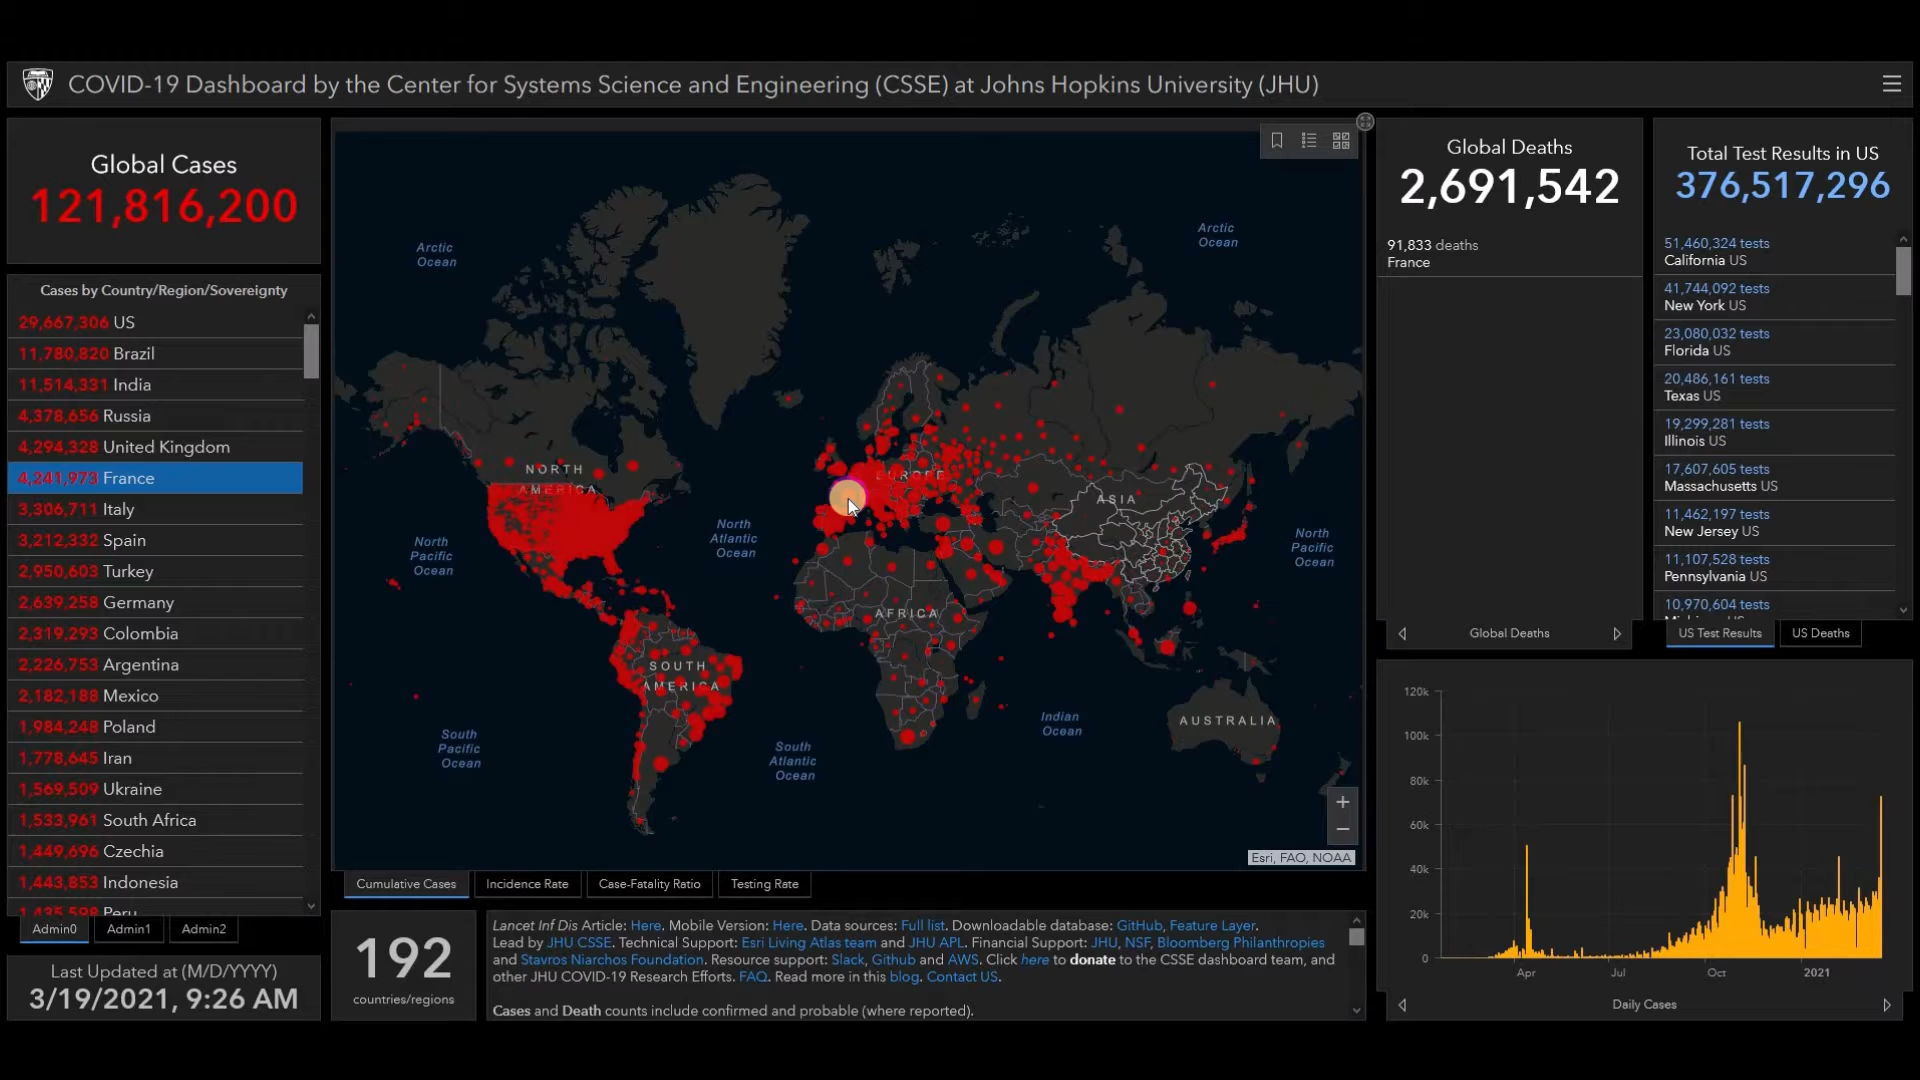 COVID-19 Dashboard by the Center for Systems Science and Engineering (CSSE) at Johns Hopkins University (JHU)
Global Cases
121,816,200
Cases by Country/Region/Sovereignty
29,667,306 US
11,780,820 Brazil
11,514,331 India
4,378,656 Russia
4,294,328 United Kingdom
4,241,973 France
3,306,711 Italy
3,212,332 Spain
2,950,603 Turkey
2,639,258 Germany
2,319,293 Colombia
2,226,753 Argentina
2,182,188 Mexico
1,984,248 Poland
1,778,645 Iran
1,569,509 Ukraine
1,533,961 South Africa
1,449,696 Czechia
1,443,853 Indonesia
1,435,598 Peru
Admin0
Admin1
Admin2
Last Updated at (M/D/YYYY)
3/19/2021, 9:26 AM
Arctic
Ocean
Arctic
Ocean
NORTH
AMERICA
EUROPE
ASIA
North
Pacific
Ocean
North
Atlantic
Ocean
North
Pacific
Ocean
AFRICA
SOUTH
AMERICA
AUSTRALIA
Indian
Ocean
South
Pacific
Ocean
South
Atlantic
Ocean
+
−
Esri, FAO, NOAA
Cumulative Cases
Incidence Rate
Case-Fatality Ratio
Testing Rate
192
countries/regions
Lancet Inf Dis Article: Here. Mobile Version: Here. Data sources: Full list. Downloadable database: GitHub, Feature Layer.
Lead by JHU CSSE. Technical Support: Esri Living Atlas team and JHU APL. Financial Support: JHU, NSF, Bloomberg Philanthropies
and Stavros Niarchos Foundation. Resource support: Slack, Github and AWS. Click here to donate to the CSSE dashboard team, and
other JHU COVID-19 Research Efforts. FAQ. Read more in this blog. Contact US.
Cases and Death counts include confirmed and probable (where reported).
Global Deaths
2,691,542
91,833 deaths
France
Global Deaths
Total Test Results in US
376,517,296
51,460,324 tests
California US
41,744,092 tests
New York US
23,080,032 tests
Florida US
20,486,161 tests
Texas US
19,299,281 tests
Illinois US
17,607,605 tests
Massachusetts US
11,462,197 tests
New Jersey US
11,107,528 tests
Pennsylvania US
10,970,604 tests
US Test Results
US Deaths
120k
100k
80k
60k
40k
20k
0
Apr
Jul
Oct
2021
Daily Cases